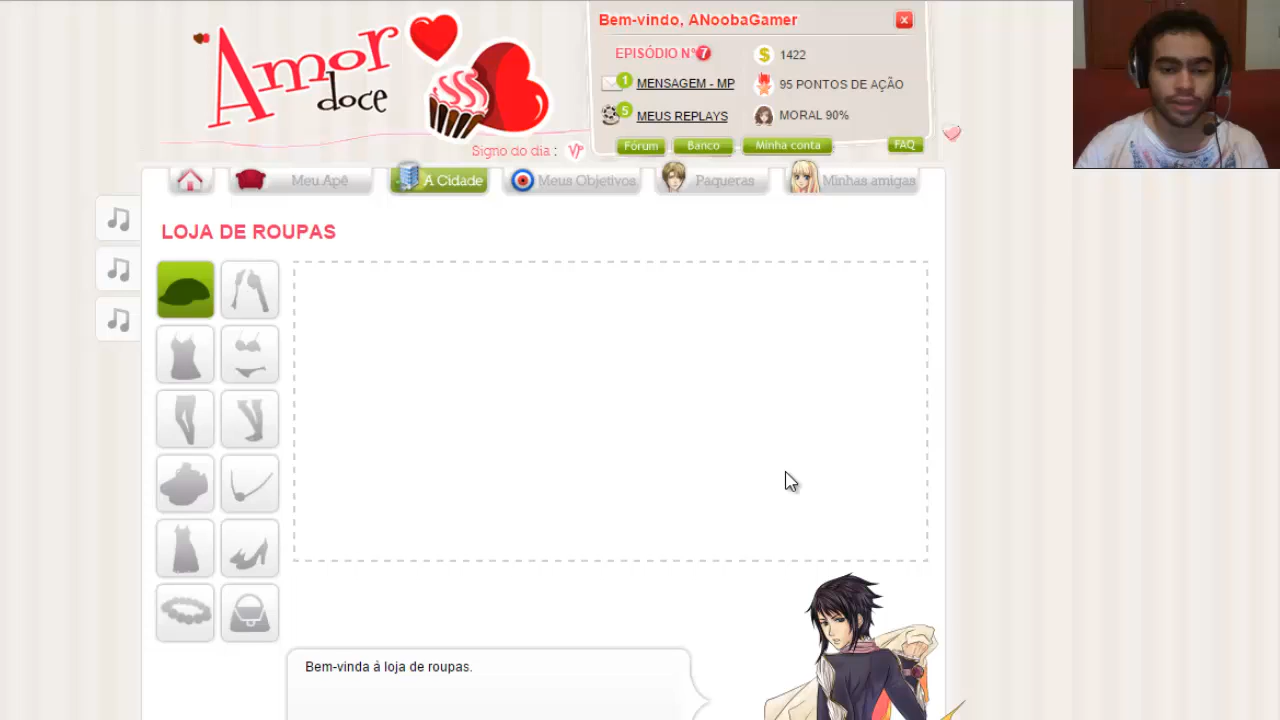 Amor
doce
Bem-vindo, ANoobaGamer
x
EPISÓDIO N°7
1422
1 MENSAGEM - MP
95 PONTOS DE AÇÃO
5 MEUS REPLAYS
MORAL 90%
Signo do dia :
Fórum
Banco
Minha conta
FAQ
Meu Apê
A Cidade
Meus Objetivos
Paqueras
Minhas amigas
LOJA DE ROUPAS
Bem-vinda á loja de roupas.